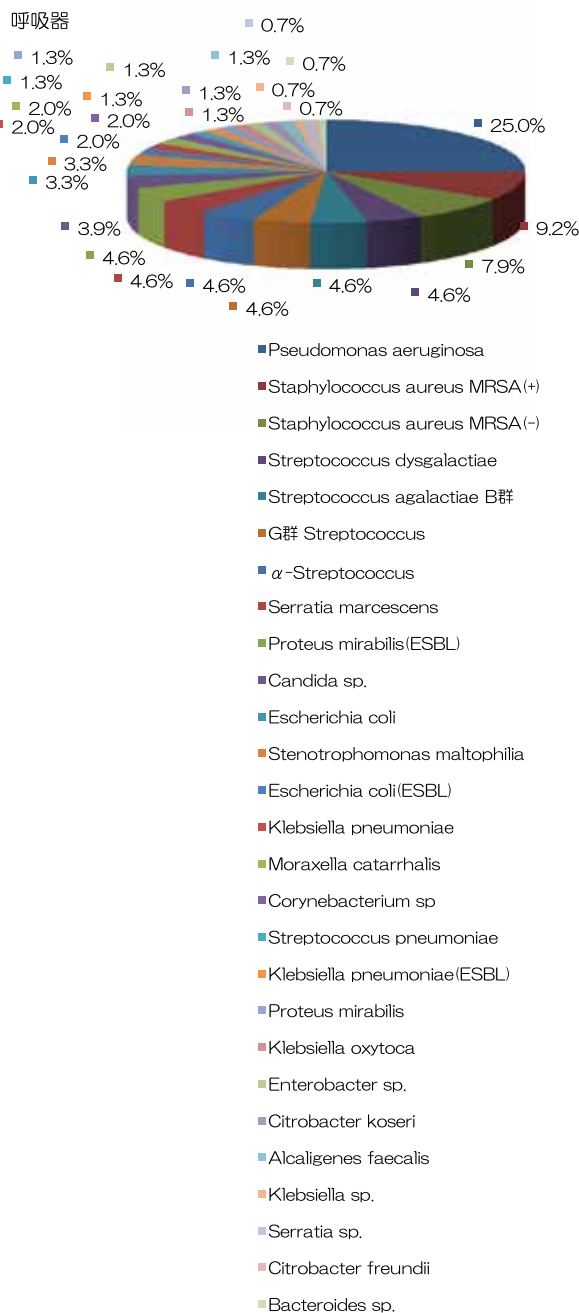 呼吸器
0.7%
1.3%
1.3%
1.3%
0.7%
1.3%
1.3%
1.3%
0.7%
2.0%
2.0%
1.3%
0.7%
2.0%
2.0%
25.0%
3.3%
3.3%
3.9%
9.2%
4.6%
7.9%
4.6%
4.6%
4.6%
4.6%
4.6%
Pseudomonas aeruginosa
Staphylococcus aureus MRSA(+)
Staphylococcus aureus MRSA(-)
Streptococcus dysgalactiae
Streptococcus agalactiae B群
G群 Streptococcus
α-Streptococcus
Serratia marcescens
Proteus mirabilis(ESBL)
Candida sp.
Escherichia coli
Stenotrophomonas maltophilia
Escherichia coli(ESBL)
Klebsiella pneumoniae
Moraxella catarrhalis
Corynebacterium sp
Streptococcus pneumoniae
Klebsiella pneumoniae(ESBL)
Proteus mirabilis
Klebsiella oxytoca
Enterobacter sp.
Citrobacter koseri
Alcaligenes faecalis
Klebsiella sp.
Serratia sp.
Citrobacter freundii
Bacteroides sp.